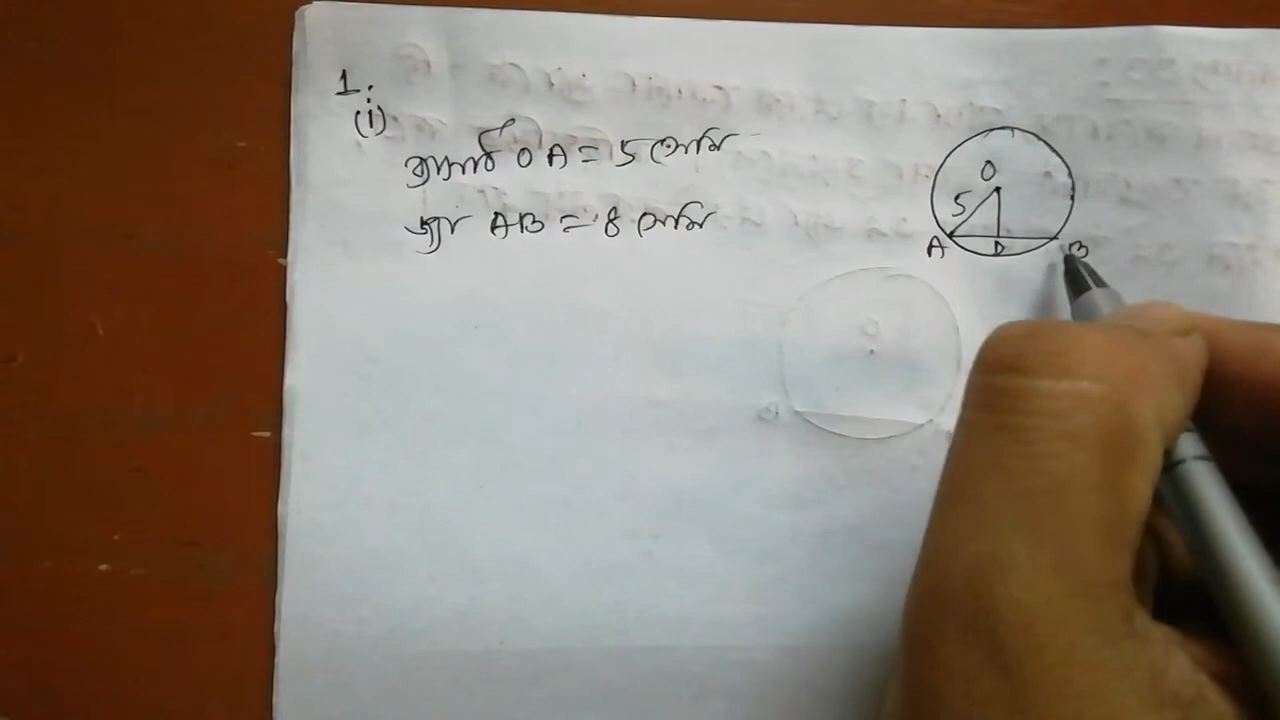 1.
(i)
ব্যাসার্ধ OA = 5 সেমি
জ্যা AB = 8 সেমি
O
5
A D B